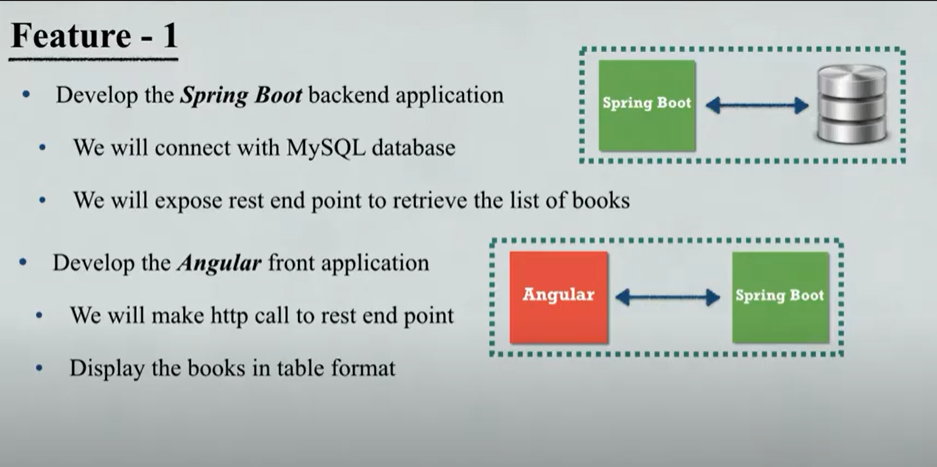 Feature - 1
Develop the Spring Boot backend application
We will connect with MySQL database
We will expose rest end point to retrieve the list of books
Spring Boot
Develop the Angular front application
We will make http call to rest end point
Display the books in table format
Angular
Spring Boot